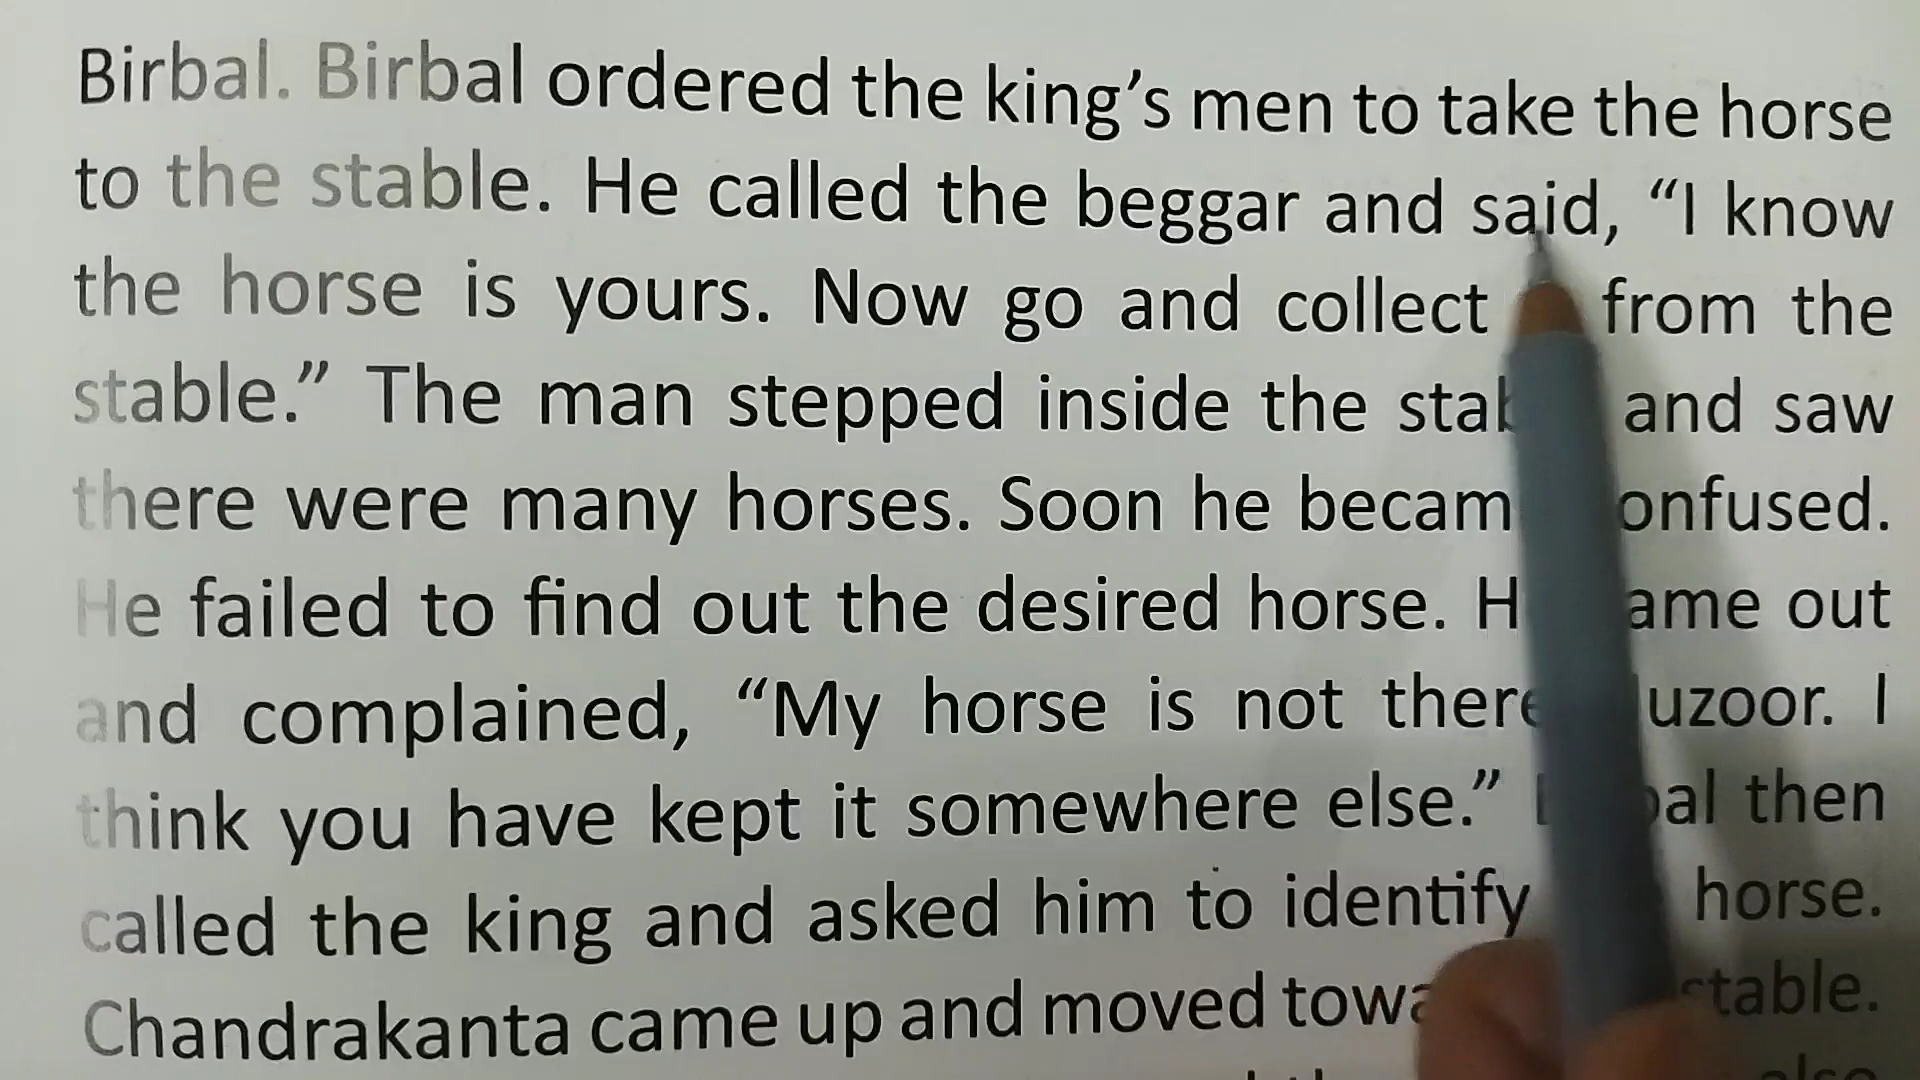 Birbal. Birbal ordered the king’s men to take the horse
to the stable. He called the beggar and said, “I know
the horse is yours. Now go and collect from the
stable.” The man stepped inside the and saw
there were many horses. Soon he
He failed to find out the desired horse. out
and complained, “My horse is not I
think you have kept it somewhere else.” then
called the king and asked him to identify horse.
Chandrakanta came up and moved stable.
also